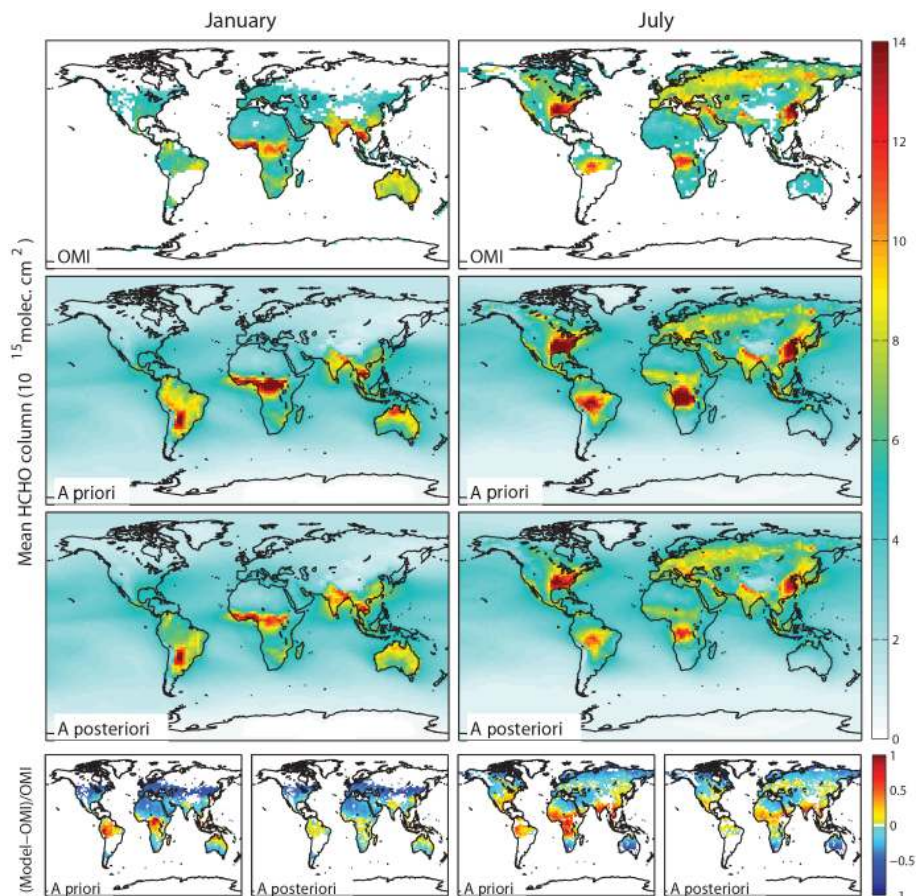 January
July
OMI
OMI
14
12
10
8
6
4
2
0
Mean HCHO column (10 15 molec. cm 2 )
A priori
A priori
A posteriori
A posteriori
(Model–OMI)/OMI
A priori
A posteriori
A priori
A posteriori
1
0.5
0
−0.5